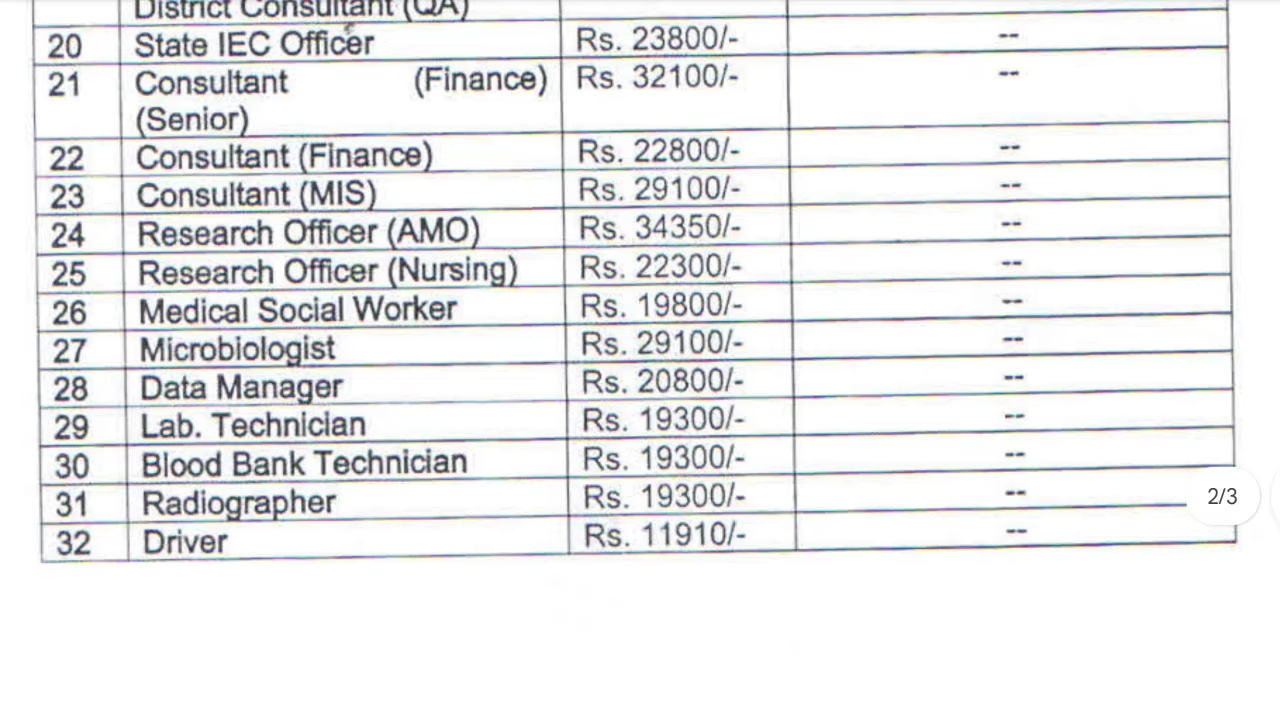 District Consultant (QA)
20 State IEC Officer Rs. 23800/- --
21 Consultant (Finance) Rs. 32100/- --
(Senior)
22 Consultant (Finance) Rs. 22800/- --
23 Consultant (MIS) Rs. 29100/- --
24 Research Officer (AMO) Rs. 34350/- --
25 Research Officer (Nursing) Rs. 22300/- --
26 Medical Social Worker Rs. 19800/- --
27 Microbiologist Rs. 29100/- --
28 Data Manager Rs. 20800/- --
29 Lab. Technician Rs. 19300/- --
30 Blood Bank Technician Rs. 19300/- --
31 Radiographer Rs. 19300/- --
2/3
32 Driver Rs. 11910/- --